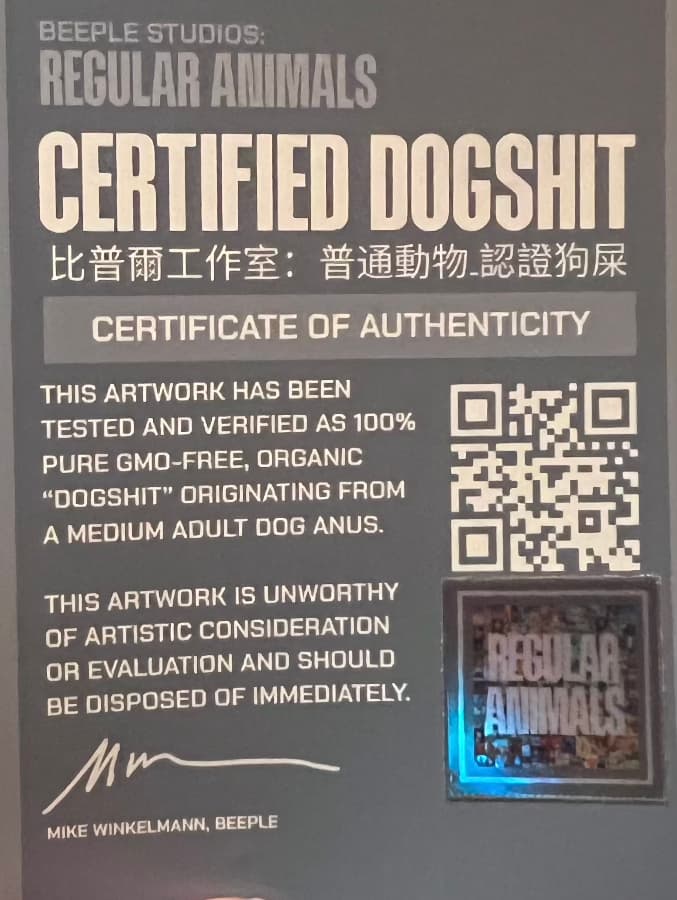 BEEPLE STUDIOS:
REGULAR ANIMALS
CERTIFIED DOGSHIT
比普爾工作室：普通動物_認證狗屎
CERTIFICATE OF AUTHENTICITY
THIS ARTWORK HAS BEEN
TESTED AND VERIFIED AS 100%
PURE GMO-FREE, ORGANIC
“DOGSHIT” ORIGINATING FROM
A MEDIUM ADULT DOG ANUS.
THIS ARTWORK IS UNWORTHY
OF ARTISTIC CONSIDERATION
OR EVALUATION AND SHOULD
BE DISPOSED OF IMMEDIATELY.
MIKE WINKELMANN, BEEPLE
REGULAR
ANIMALS